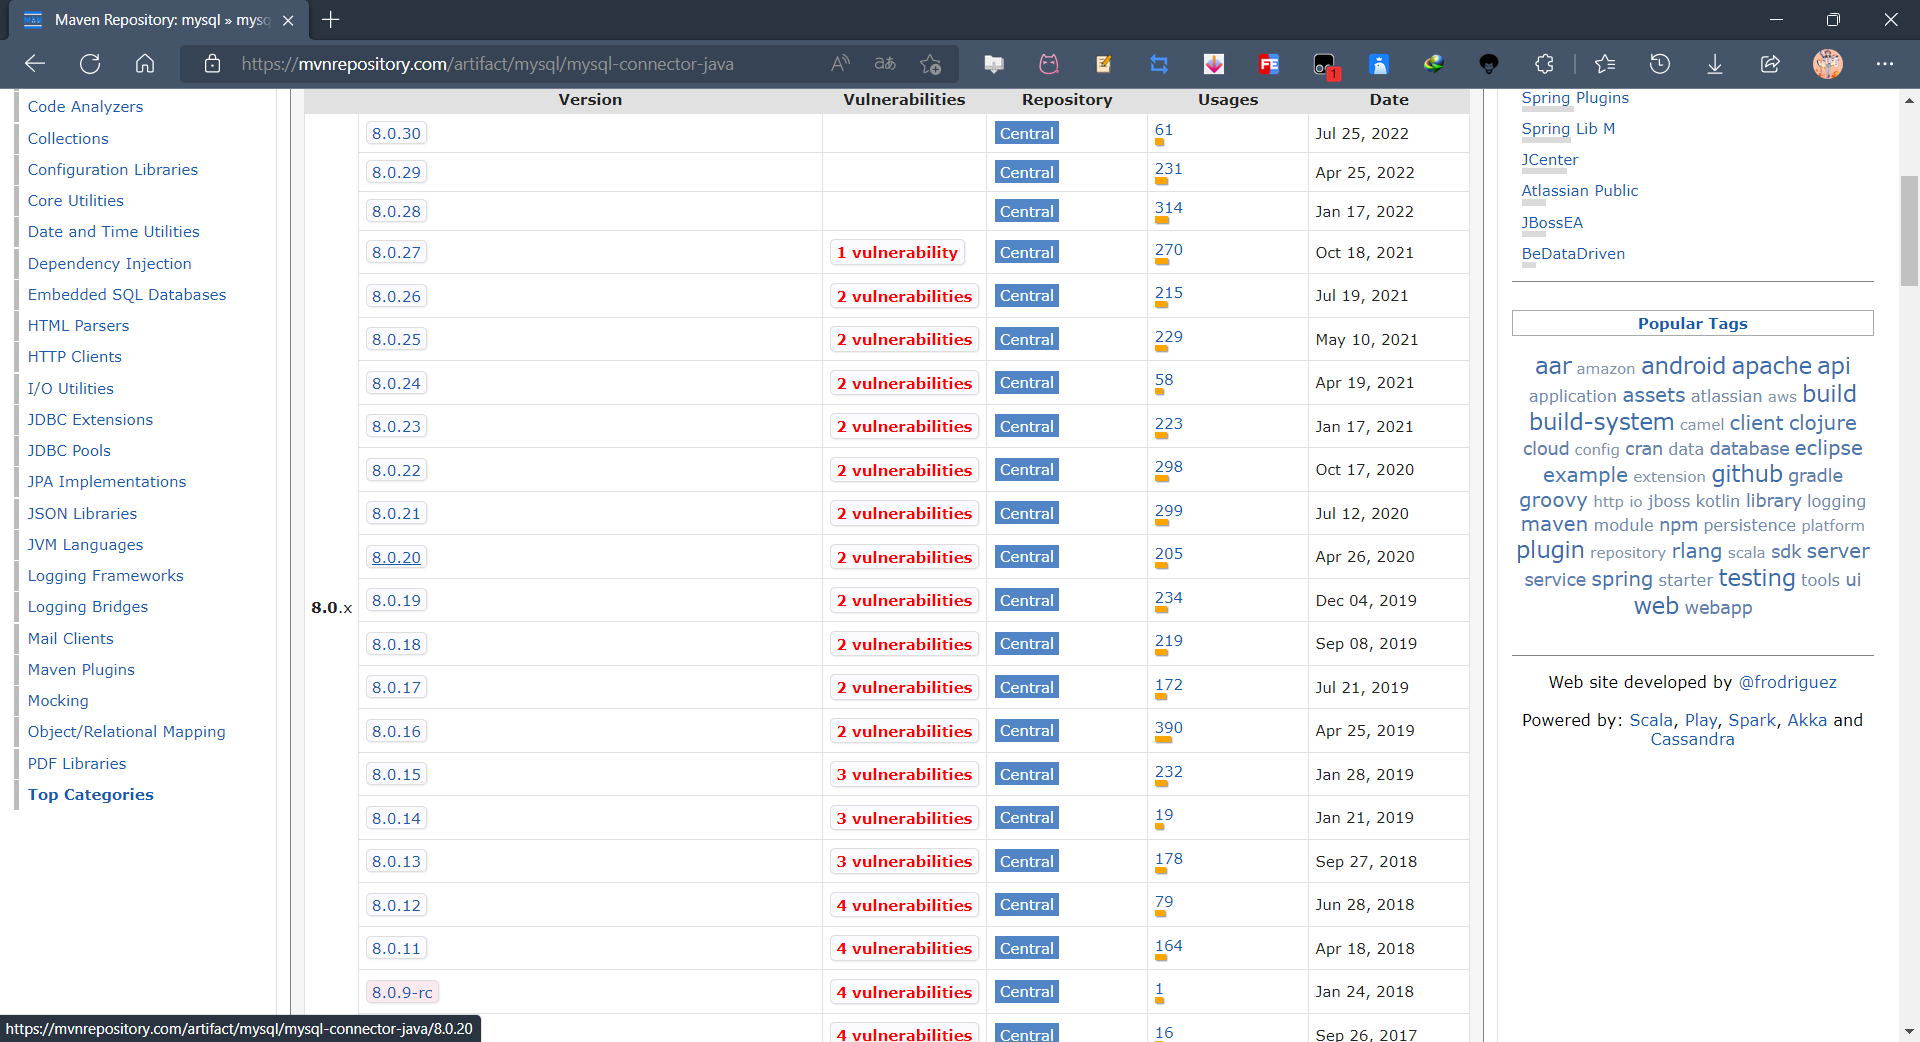 Maven Repository: mysql » mysq
https://mvnrepository.com/artifact/mysql/mysql-connector-java
1
Code Analyzers
Collections
Configuration Libraries
Core Utilities
Date and Time Utilities
Dependency Injection
Embedded SQL Databases
HTML Parsers
HTTP Clients
I/O Utilities
JDBC Extensions
JDBC Pools
JPA Implementations
JSON Libraries
JVM Languages
Logging Frameworks
Logging Bridges
Mail Clients
Maven Plugins
Mocking
Object/Relational Mapping
PDF Libraries
Top Categories
Version Vulnerabilities Repository Usages Date
8.0.x
8.0.30 Central 61 Jul 25, 2022
8.0.29 Central 231 Apr 25, 2022
8.0.28 Central 314 Jan 17, 2022
8.0.27 1 vulnerability Central 270 Oct 18, 2021
8.0.26 2 vulnerabilities Central 215 Jul 19, 2021
8.0.25 2 vulnerabilities Central 229 May 10, 2021
8.0.24 2 vulnerabilities Central 58 Apr 19, 2021
8.0.23 2 vulnerabilities Central 223 Jan 17, 2021
8.0.22 2 vulnerabilities Central 298 Oct 17, 2020
8.0.21 2 vulnerabilities Central 299 Jul 12, 2020
8.0.20 2 vulnerabilities Central 205 Apr 26, 2020
8.0.19 2 vulnerabilities Central 234 Dec 04, 2019
8.0.18 2 vulnerabilities Central 219 Sep 08, 2019
8.0.17 2 vulnerabilities Central 172 Jul 21, 2019
8.0.16 2 vulnerabilities Central 390 Apr 25, 2019
8.0.15 3 vulnerabilities Central 232 Jan 28, 2019
8.0.14 3 vulnerabilities Central 19 Jan 21, 2019
8.0.13 3 vulnerabilities Central 178 Sep 27, 2018
8.0.12 4 vulnerabilities Central 79 Jun 28, 2018
8.0.11 4 vulnerabilities Central 164 Apr 18, 2018
8.0.9-rc 4 vulnerabilities Central 1 Jan 24, 2018
4 vulnerabilities Central 16 Sep 26, 2017
Spring Plugins
Spring Lib M
JCenter
Atlassian Public
JBossEA
BeDataDriven
Popular Tags
aar amazon android apache api
application assets atlassian aws build
build-system camel client clojure
cloud config cran data database eclipse
example extension github gradle
groovy http io jboss kotlin library logging
maven module npm persistence platform
plugin repository rlang scala sdk server
service spring starter testing tools ui
web webapp
Web site developed by @frodriguez
Powered by: Scala, Play, Spark, Akka and
Cassandra
https://mvnrepository.com/artifact/mysql/mysql-connector-java/8.0.20